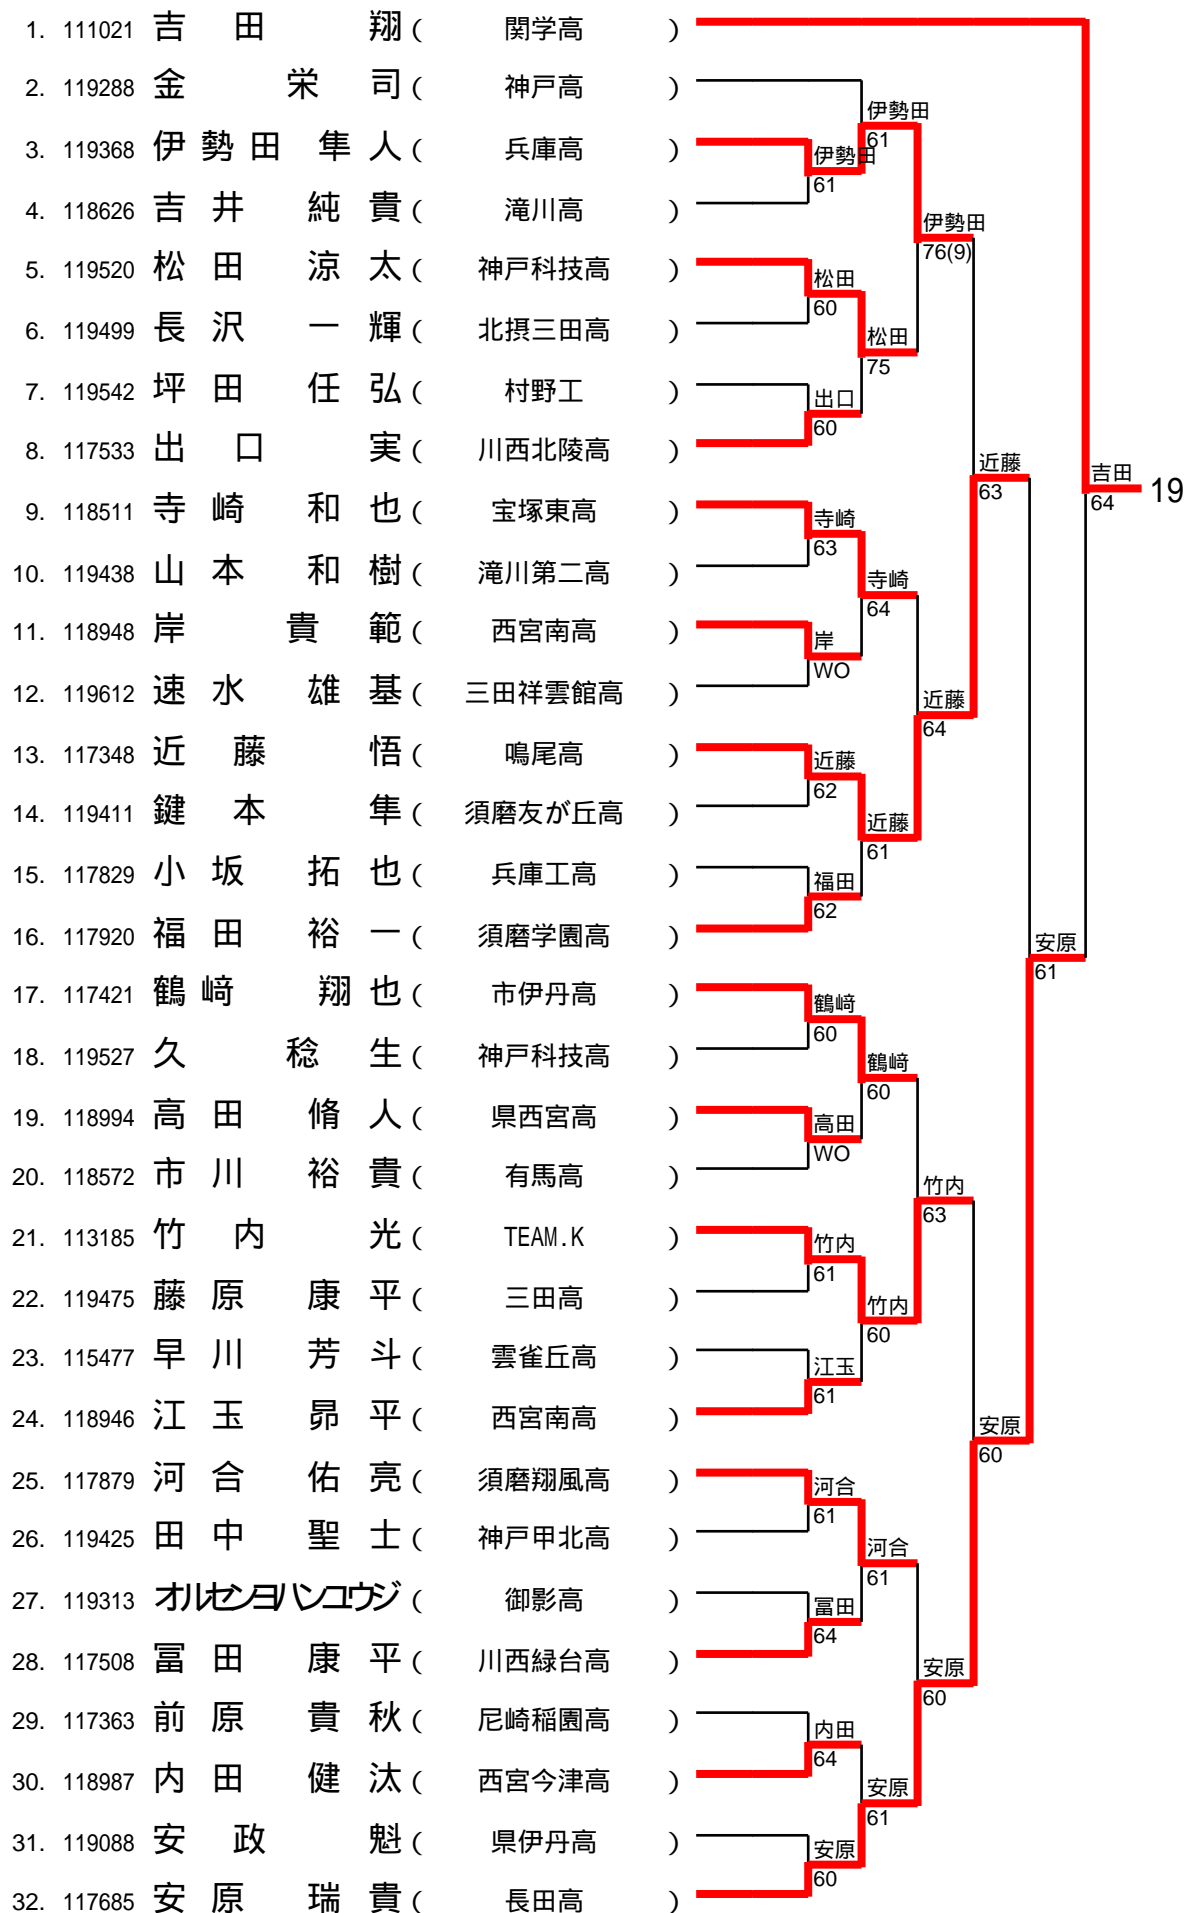 1. 111021 吉田 翔 ( 関学高 )
2. 119288 金 栄司 ( 神戸高 )
伊勢田
61
3. 119368 伊勢田 隼人 ( 兵庫高 )
伊勢田
61
4. 118626 吉井 純貴 ( 滝川高 )
伊勢田
76(9)
5. 119520 松田 涼太 ( 神戸科技高 )
松田
60
6. 119499 長沢 一輝 ( 北摂三田高 )
松田
75
7. 119542 坪田 任弘 ( 村野工 )
出口
60
8. 117533 出口 実 ( 川西北陵高 )
近藤
63
吉田
64
19
9. 118511 寺崎 和也 ( 宝塚東高 )
寺崎
63
10. 119438 山本 和樹 ( 滝川第二高 )
寺崎
64
11. 118948 岸 貴範 ( 西宮南高 )
岸
WO
12. 119612 速水 雄基 ( 三田祥雲館高 )
近藤
64
13. 117348 近藤 悟 ( 鳴尾高 )
近藤
62
14. 119411 鍵本 隼 ( 須磨友が丘高 )
近藤
61
15. 117829 小坂 拓也 ( 兵庫工高 )
福田
62
16. 117920 福田 裕一 ( 須磨学園高 )
安原
61
17. 117421 鶴﨑 翔也 ( 市伊丹高 )
鶴﨑
60
18. 119527 久 稔生 ( 神戸科技高 )
鶴﨑
60
19. 118994 高田 脩人 ( 県西宮高 )
高田
WO
20. 118572 市川 裕貴 ( 有馬高 )
竹内
63
21. 113185 竹内 光 ( TEAM.K )
竹内
61
22. 119475 藤原 康平 ( 三田高 )
竹内
60
23. 115477 早川 芳斗 ( 雲雀丘高 )
江玉
61
24. 118946 江玉 昴平 ( 西宮南高 )
安原
60
25. 117879 河合 佑亮 ( 須磨翔風高 )
河合
61
26. 119425 田中 聖士 ( 神戸甲北高 )
河合
61
27. 119313 オルセンヨハンコウジ ( 御影高 )
冨田
64
28. 117508 冨田 康平 ( 川西緑台高 )
安原
60
29. 117363 前原 貴秋 ( 尼崎稲園高 )
内田
64
30. 118987 内田 健汰 ( 西宮今津高 )
安原
61
31. 119088 安政 魁 ( 県伊丹高 )
安原
60
32. 117685 安原 瑞貴 ( 長田高 )